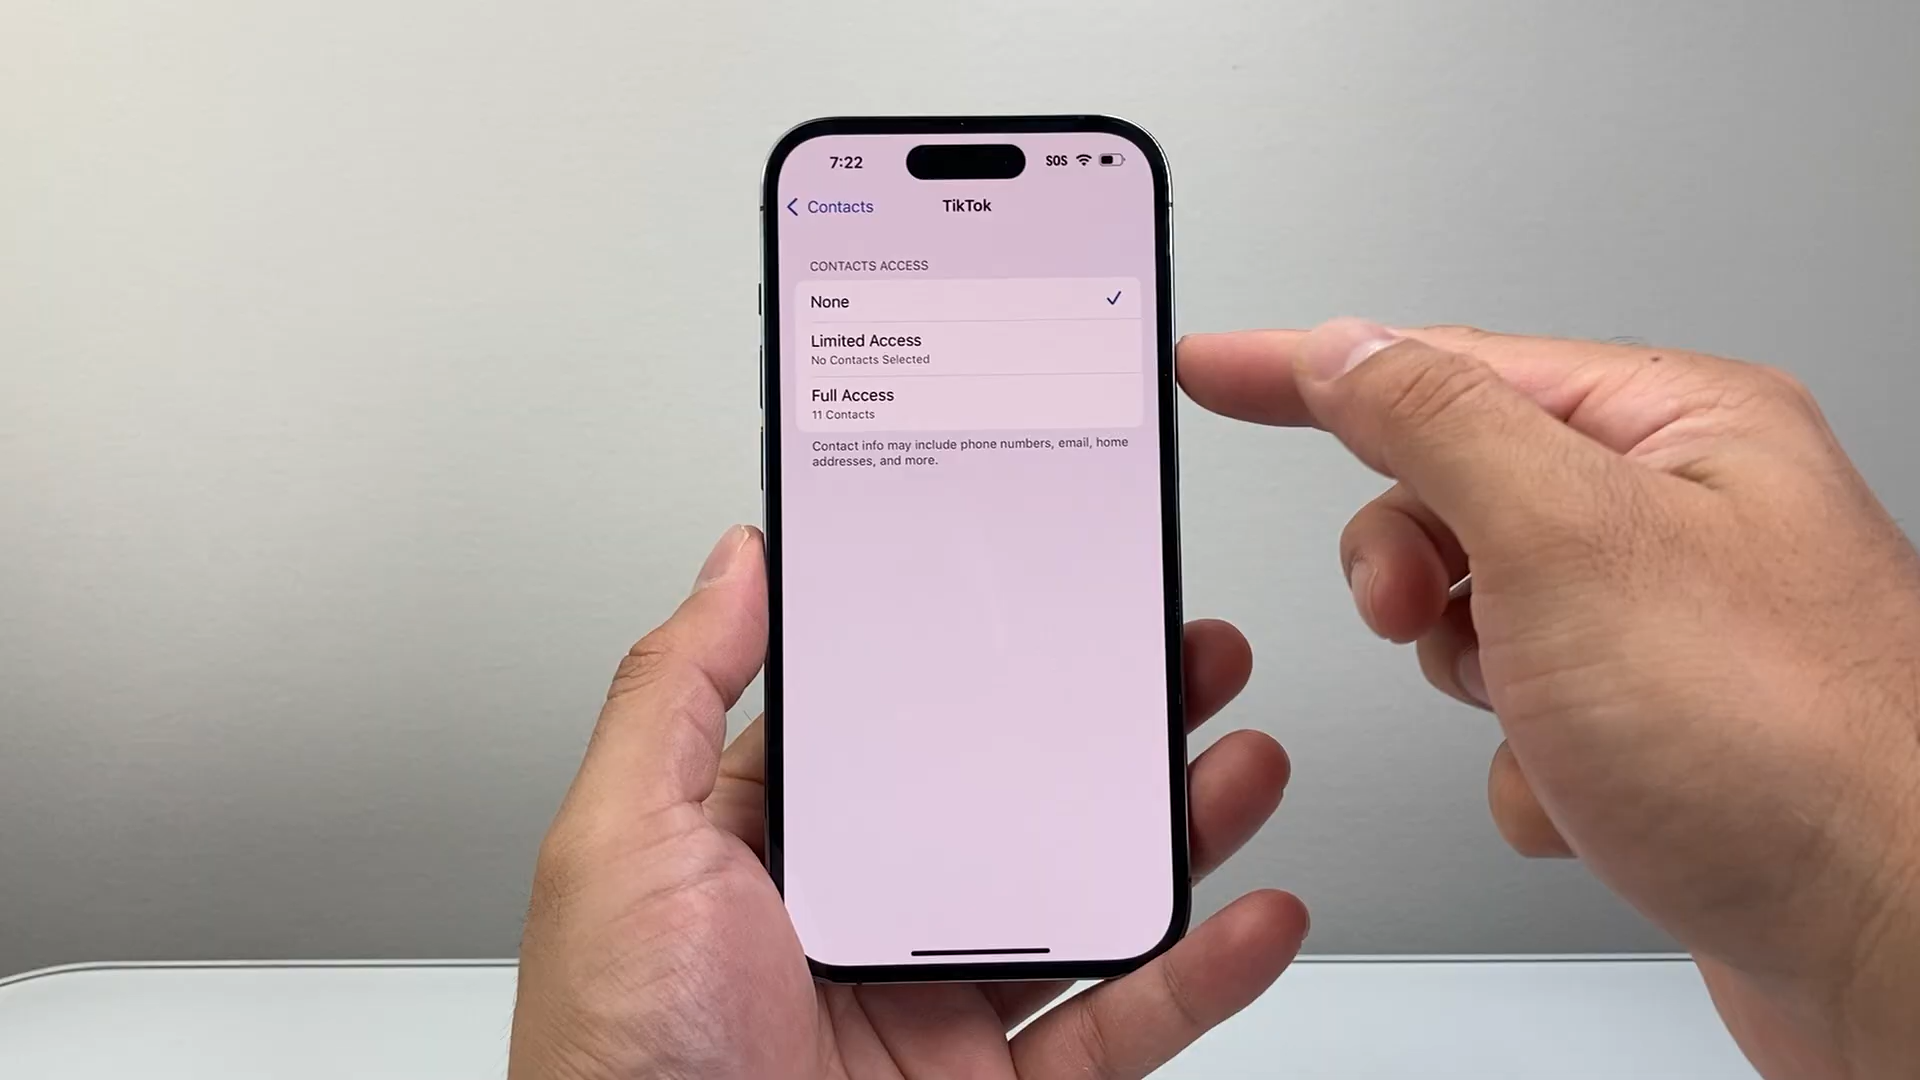 7:22
SOS
Contacts
TikTok
CONTACTS ACCESS
None
Limited Access
No Contacts Selected
Full Access
11 Contacts
Contact info may include phone numbers, email, home
addresses, and more.